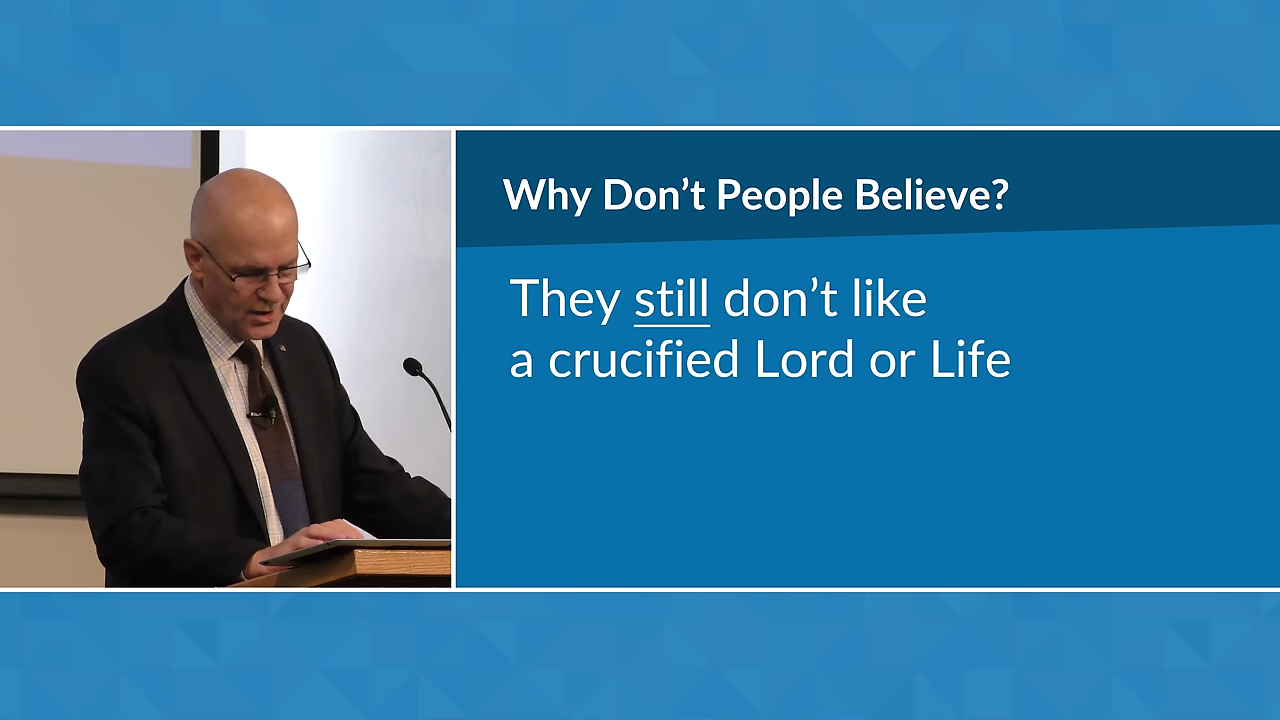 Why Don’t People Believe?
They still don’t like
a crucified Lord or Life